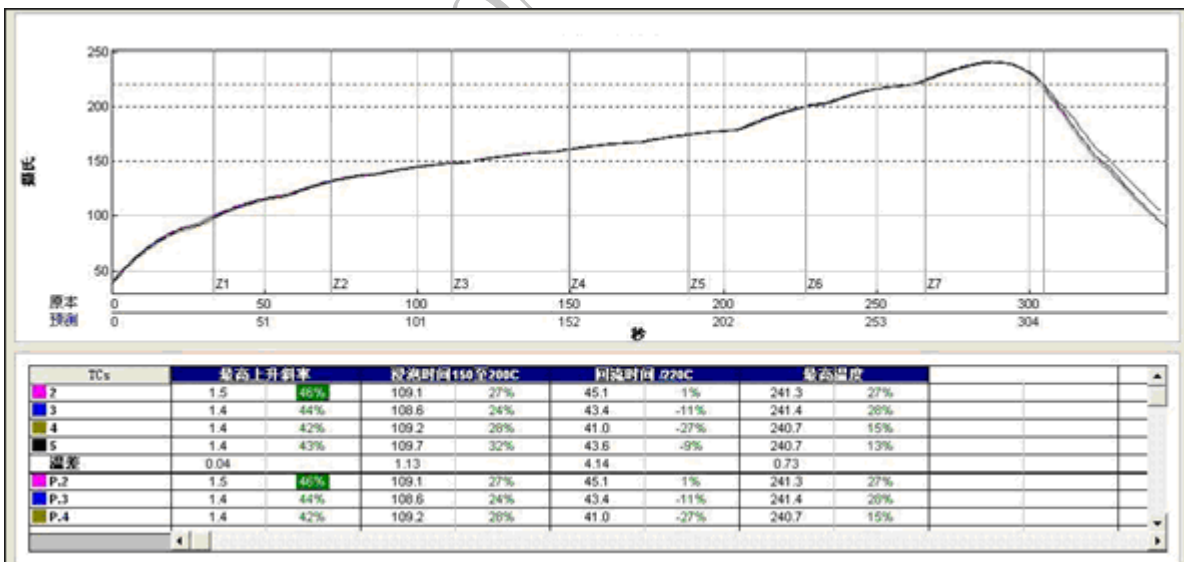 250
200
150
100
50
摄氏
Z1 Z2 Z3 Z4 Z5 Z6 Z7
原本 0 50 100 150 200 250 300
预测 0 51 101 152 202 253 304
秒
TCs 最高上升斜率 浸泡时间150至200C 回流时间 /220C 最高温度
2 1.5 46% 109.1 27% 45.1 1% 241.3 27%
3 1.4 44% 108.6 24% 43.4 -11% 241.4 28%
4 1.4 42% 109.2 28% 41.0 -27% 240.7 15%
5 1.4 43% 109.7 32% 43.6 -9% 240.7 13%
温差 0.04 1.13 4.14 0.73
P.2 1.5 46% 109.1 27% 45.1 1% 241.3 27%
P.3 1.4 44% 108.6 24% 43.4 -11% 241.4 28%
P.4 1.4 42% 109.2 28% 41.0 -27% 240.7 15%